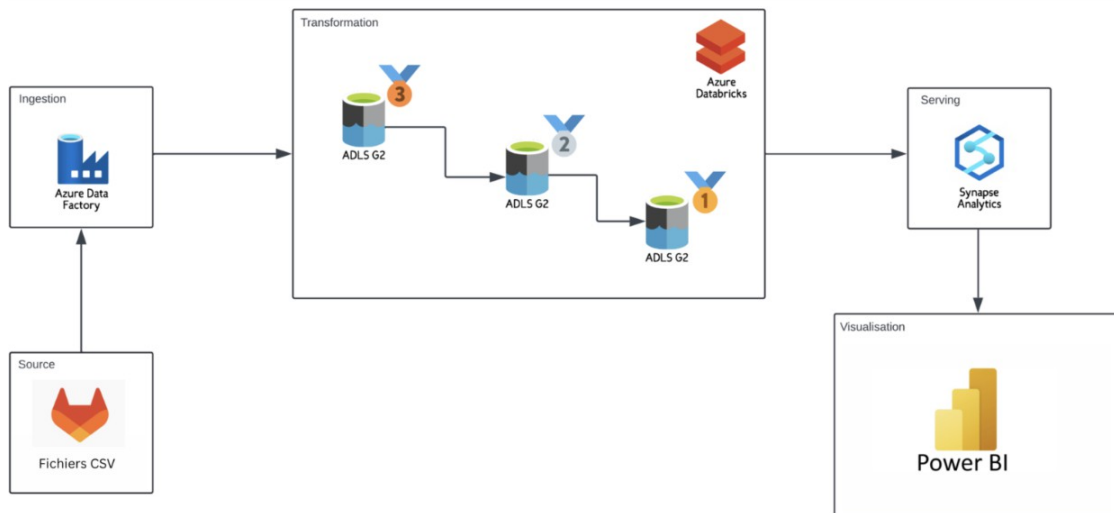 Transformation
Azure
Databricks
3
ADLS G2
2
ADLS G2
1
ADLS G2
Ingestion
Azure Data
Factory
Serving
Synapse
Analytics
Source
Fichiers CSV
Visualisation
Power BI